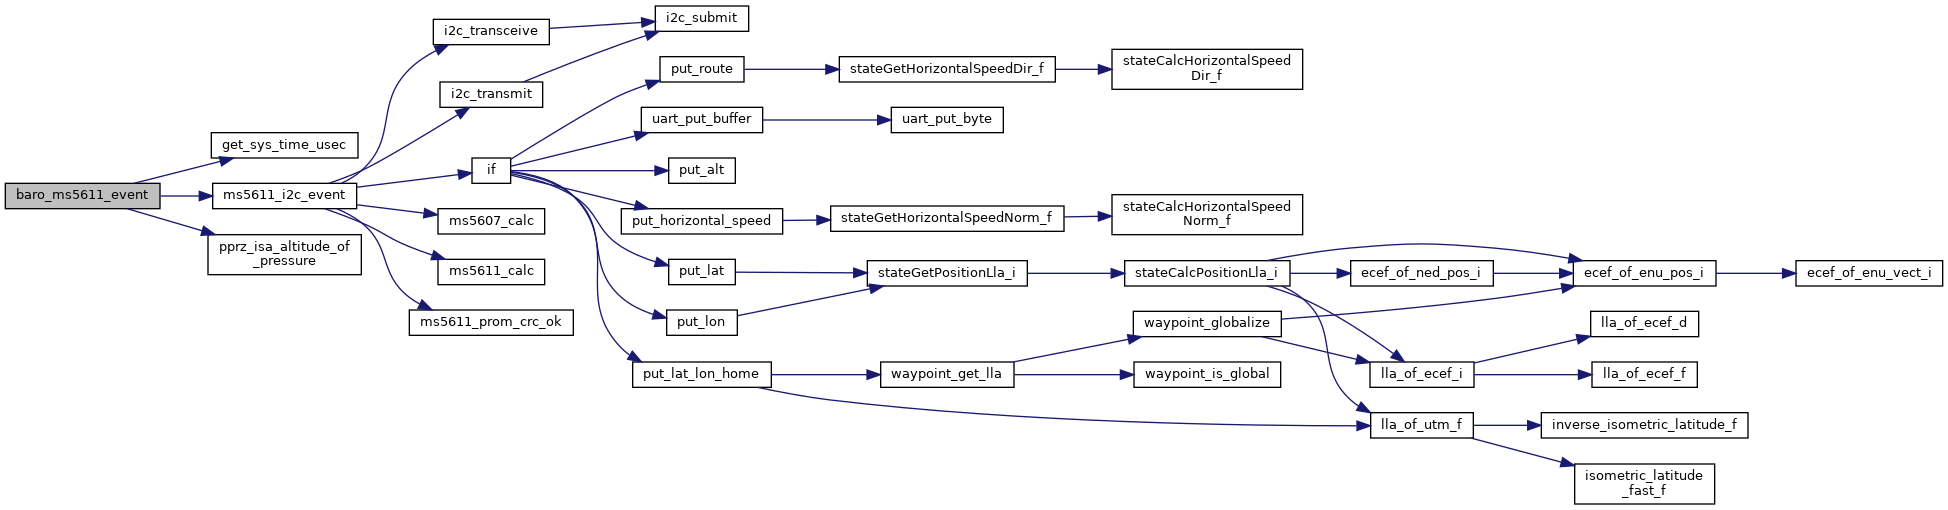 baro_ms5611_event
get_sys_time_usec
ms5611_i2c_event
pprz_isa_altitude_of
_pressure
i2c_transceive
i2c_transmit
if
ms5607_calc
ms5611_calc
ms5611_prom_crc_ok
i2c_submit
put_route
uart_put_buffer
put_alt
put_horizontal_speed
put_lat
put_lon
put_lat_lon_home
stateGetHorizontalSpeedDir_f
uart_put_byte
stateGetHorizontalSpeedNorm_f
stateGetPositionLla_i
waypoint_get_lla
stateCalcHorizontalSpeed
Dir_f
stateCalcHorizontalSpeed
Norm_f
stateCalcPositionLla_i
waypoint_globalize
waypoint_is_global
ecef_of_ned_pos_i
lla_of_ecef_i
lla_of_utm_f
ecef_of_enu_pos_i
lla_of_ecef_d
lla_of_ecef_f
inverse_isometric_latitude_f
isometric_latitude
_fast_f
ecef_of_enu_vect_i